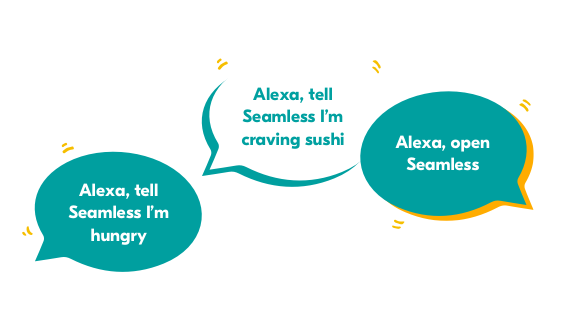 Alexa, tell
Seamless I'm
hungry
Alexa, tell
Seamless I'm
craving sushi
Alexa, open
Seamless